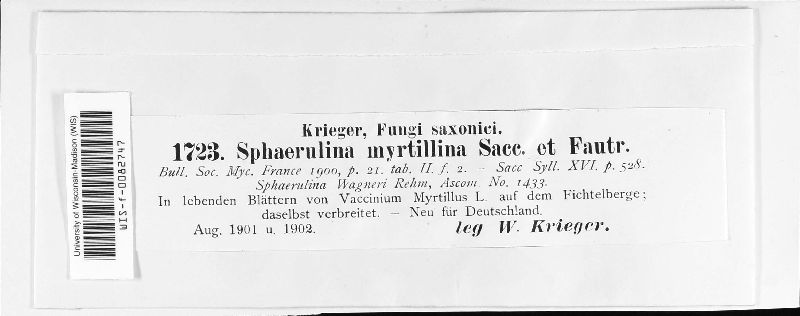 Krieger, Fungi saxonici.
1723. Sphaerulina myrtillina Sacc. et Fautr.
Bull. Soc. Myc. France 1900, p. 21. tab. II. f. 2. – Sacc Syll. XVI. p. 528.
Sphaerulina Wagneri Rehm, Ascom. No. 1433.
In lebenden Blättern von Vaccinium Myrtillus L. auf dem Fichtelberge;
daselbst verbreitet. – Neu für Deutschland.
Aug. 1901 u. 1902. leg W. Krieger.
University of Wisconsin-Madison (WIS)
WIS-f-0082747